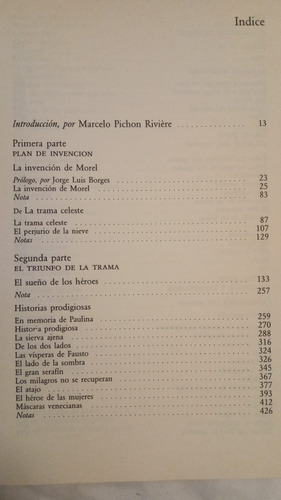 Indice
Introducción, por Marcelo Pichon Rivière 13
Primera parte
PLAN DE INVENCION
La invención de Morel
Prólogo, por Jorge Luis Borges 23
La invención de Morel 25
Nota 83
De La trama celeste
La trama celeste 87
El perjurio de la nieve 107
Notas 129
Segunda parte
EL TRIUNFO DE LA TRAMA
El sueño de los héroes 133
Nota 257
Historias prodigiosas
En memoria de Paulina 259
Historia prodigiosa 270
La sierva ajena 288
De los dos lados 316
Las vísperas de Fausto 324
El lado de la sombra 326
El gran serafín 345
Los milagros no se recuperan 367
El atajo 377
El héroe de las mujeres 393
Máscaras venecianas 412
Notas 426